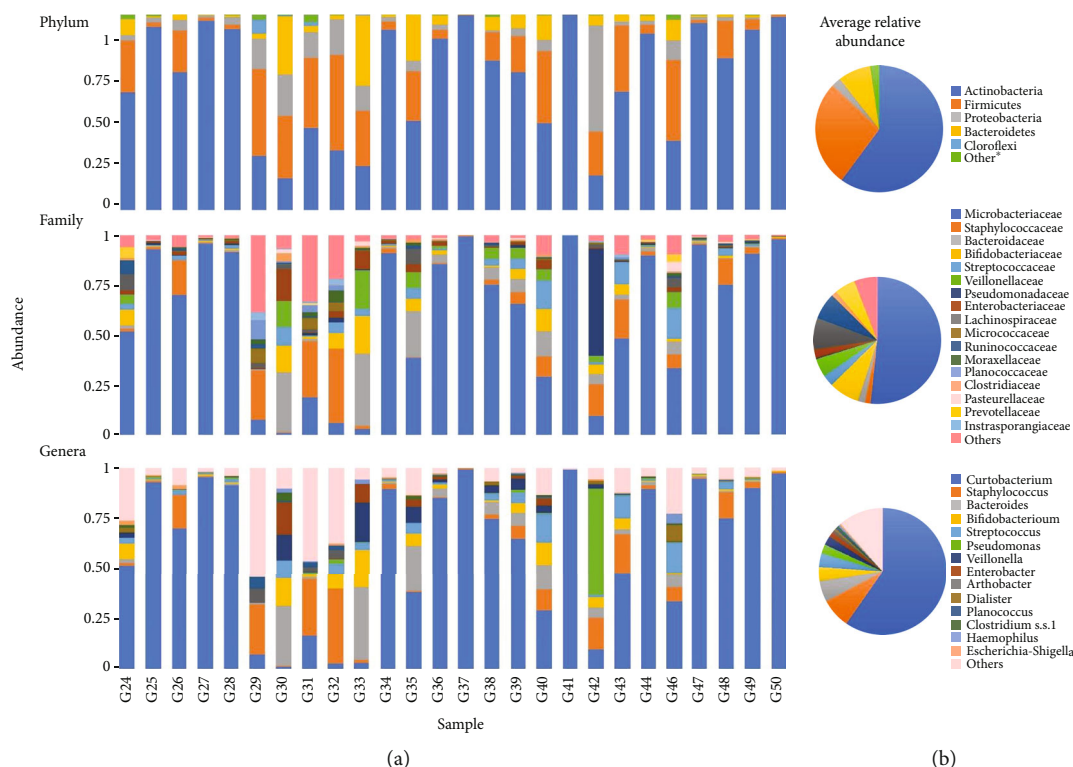 Phylum
1
0.75
0.50
0.25
0
Family
1
0.75
0.50
0.25
0
Abundance
Genera
1
0.75
0.50
0.25
0
G24
G25
G26
G27
G28
G29
G30
G31
G32
G33
G34
G35
G36
G37
G38
G39
G40
G41
G42
G43
G44
G46
G47
G48
G49
G50
Sample
(a)
Average relative
abundance
Actinobacteria
Firmicutes
Proteobacteria
Bacteroidetes
Cloroflexi
Other*
Microbacteriaceae
Staphylococcaceae
Bacteroidaceae
Bifidobacteriaceae
Streptococcaceae
Veillonellaceae
Pseudomonadaceae
Enterobacteriaceae
Lachinospiraceae
Micrococcaceae
Runinococcaceae
Moraxellaceae
Planococcaceae
Clostridiaceae
Pasteurellaceae
Prevotellaceae
Instrasporangiaceae
Others
Curtobacterium
Staphylococcus
Bacteroides
Bifidobacterioum
Streptococcus
Pseudomonas
Veillonella
Enterobacter
Arthobacter
Dialister
Planococcus
Clostridium s.s.1
Haemophilus
Escherichia-Shigella
Others
(b)